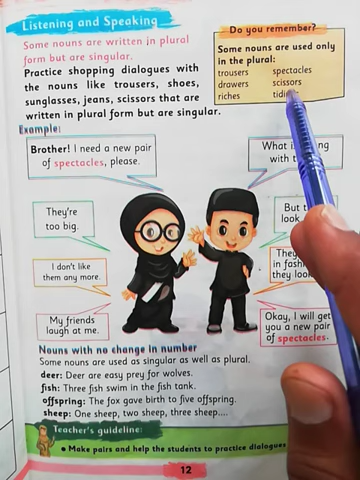 Listening and Speaking
Some nouns are written in plural
form but are singular.
Practice shopping dialogues with
the nouns like trousers, shoes,
sunglasses, jeans, scissors that are
written in plural form but are singular.
Do you remember?
Some nouns are used only
in the plural:
trousers spectacles
drawers scissors
riches
Example:
Brother! I need a new pair
of spectacles, please.
What
with
They're
too big.
But
look
I don't like
them any more.
in fashi
they loo
My friends
laugh at me.
Okay, I will get
you a new pair
of spectacles.
Nouns with no change in number
Some nouns are used as singular as well as plural.
deer: Deer are easy prey for wolves.
fish: Three fish swim in the fish tank.
offspring: The fox gave birth to five offspring.
sheep: One sheep, two sheep, three sheep....
Teacher's guideline:
• Make pairs and help the students to practice dialogues
12